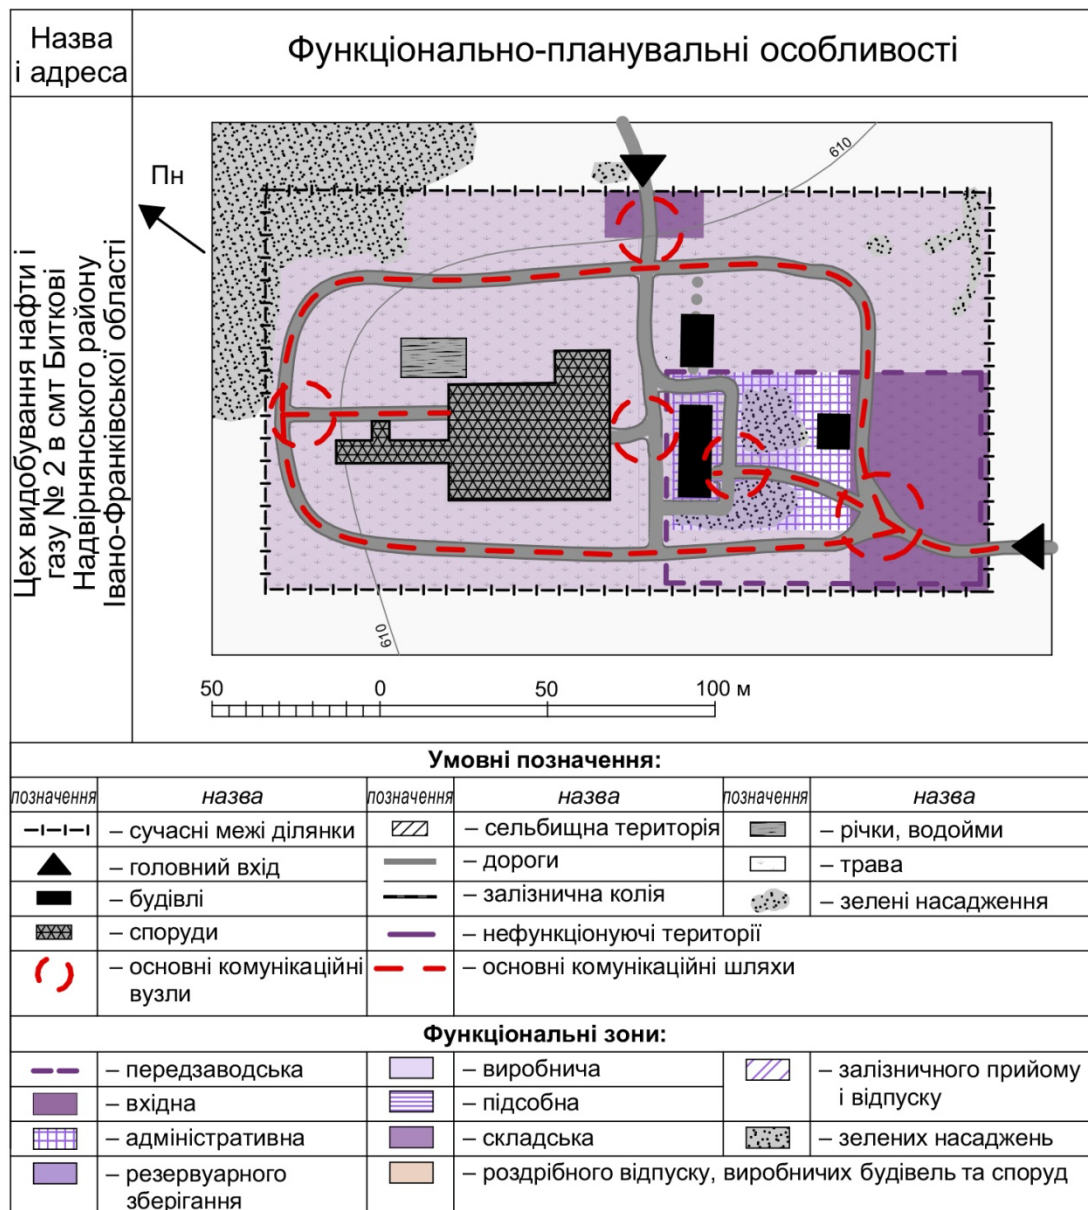 Назва
і адреса
Функціонально-планувальні особливості
Цех видобування нафти і
газу № 2 в смт Биткові
Надвірнянського району
Івано-Франківської області
Пн
610
610
50
0
50
100 м
Умовні позначення:
позначення
назва
позначення
назва
позначення
назва
– сучасні межі ділянки
– сельбищна територія
– річки, водойми
– головний вхід
– дороги
– трава
– будівлі
– залізнична колія
– зелені насадження
– споруди
– нефункціонуючі території
– основні комунікаційні
вузли
– основні комунікаційні шляхи
Функціональні зони:
– передзаводська
– виробнича
– залізничного прийому
і відпуску
– вхідна
– підсобна
– адміністративна
– складська
– зелених насаджень
– резервуарного
зберігання
– роздрібного відпуску, виробничих будівель та споруд